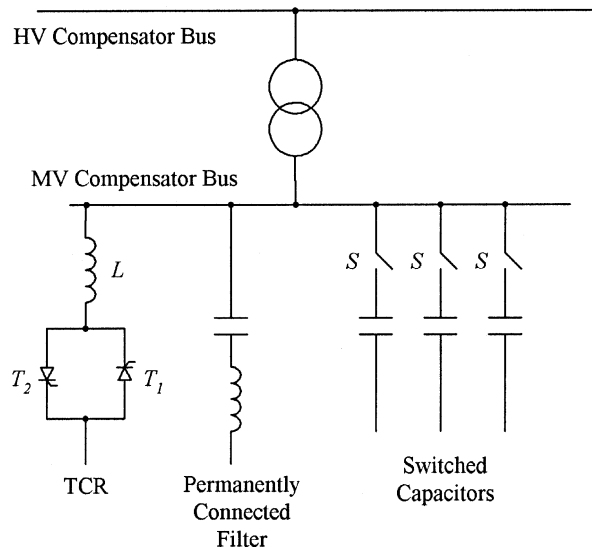 HV Compensator Bus
MV Compensator Bus
L
S S S
T2 T1
TCR
Permanently
Connected
Filter
Switched
Capacitors